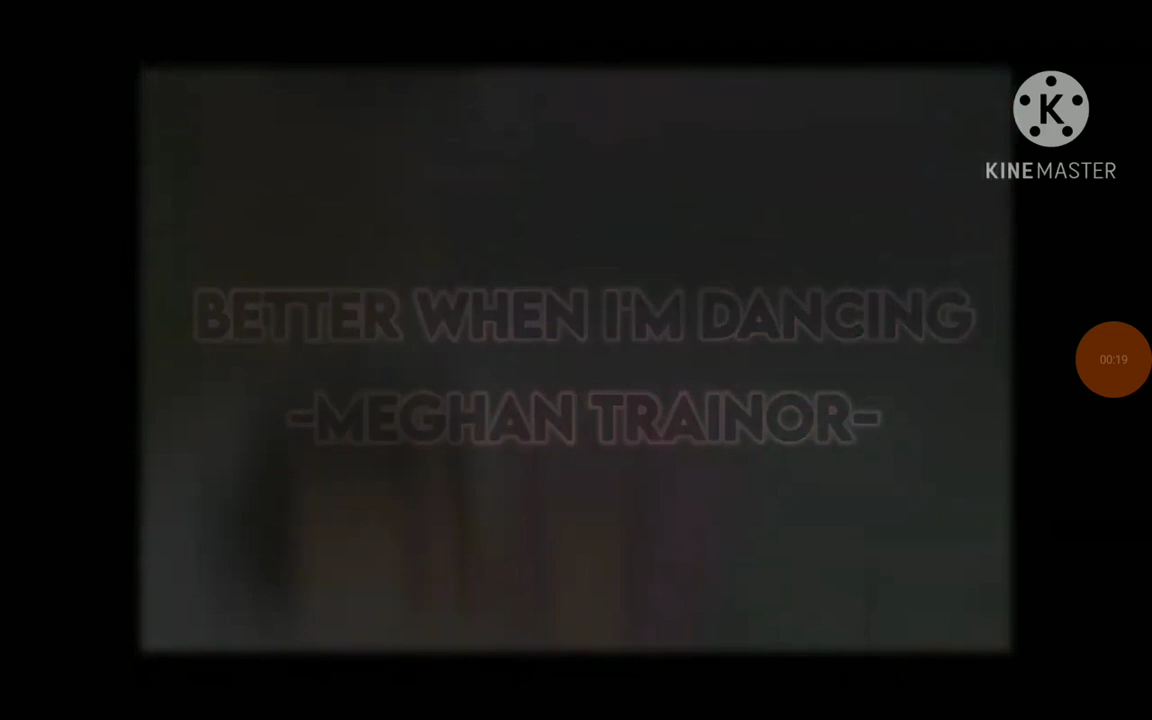 K
KINEMASTER
BETTER WHEN I'M DANCING
-MEGHAN TRAINOR-
00:19